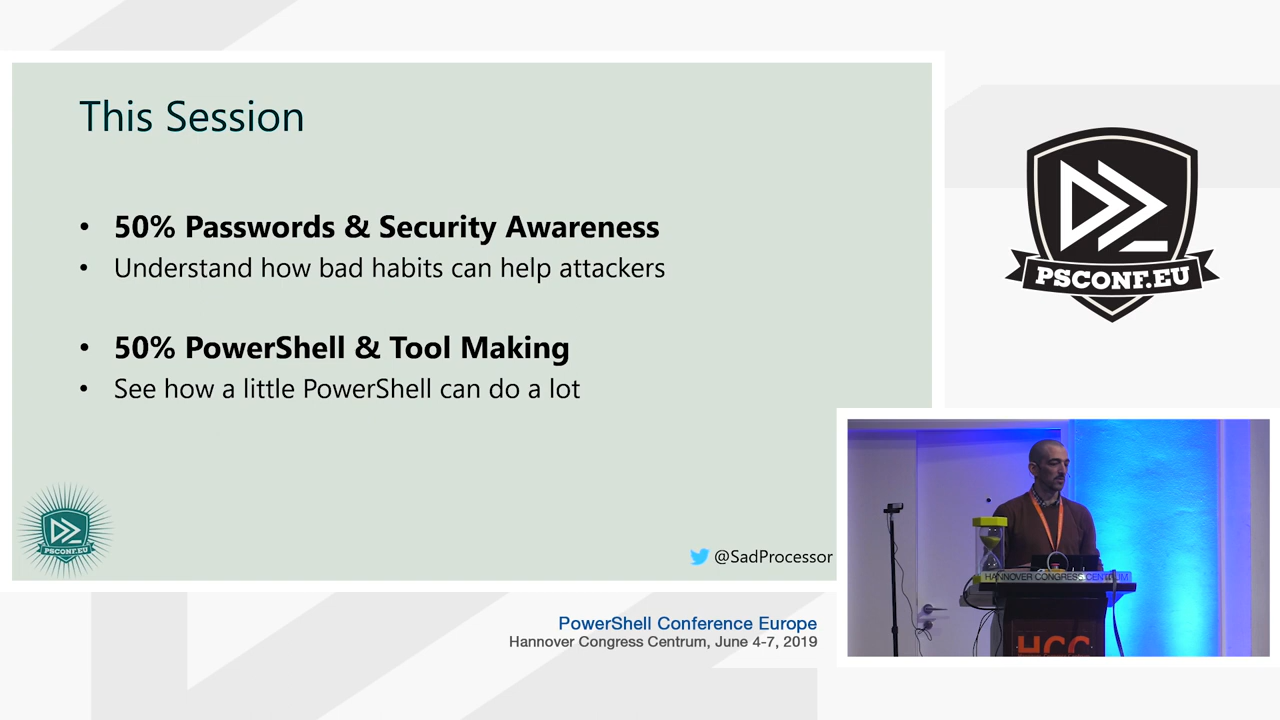 This Session
• 50% Passwords & Security Awareness
• Understand how bad habits can help attackers
• 50% PowerShell & Tool Making
• See how a little PowerShell can do a lot
PSCONF.EU
@SadProcessor
PSCONF.EU
HANNOVER CONGRESS CENTRUM
HCC
PowerShell Conference Europe
Hannover Congress Centrum, June 4-7, 2019